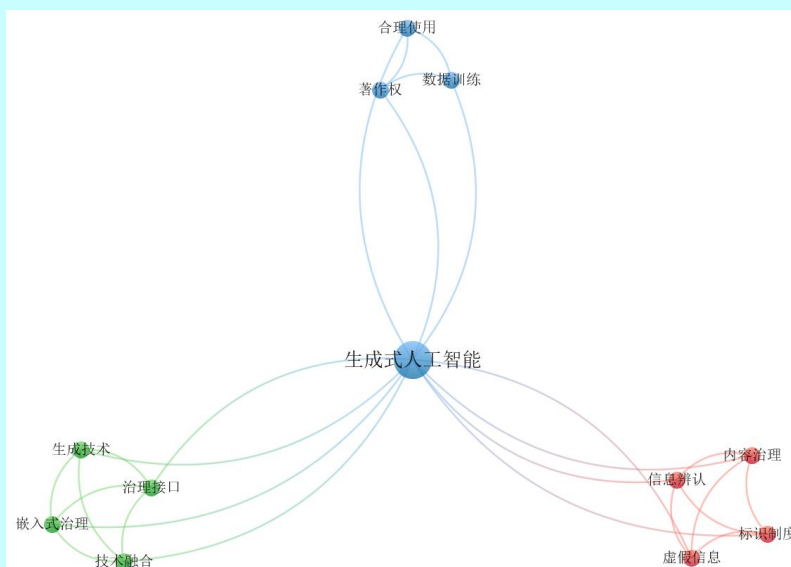 合理使用
数据训练
著作权
生成式人工智能
生成技术
治理接口
嵌入式治理
技术融合
内容治理
信息辨认
标识制度
虚假信息